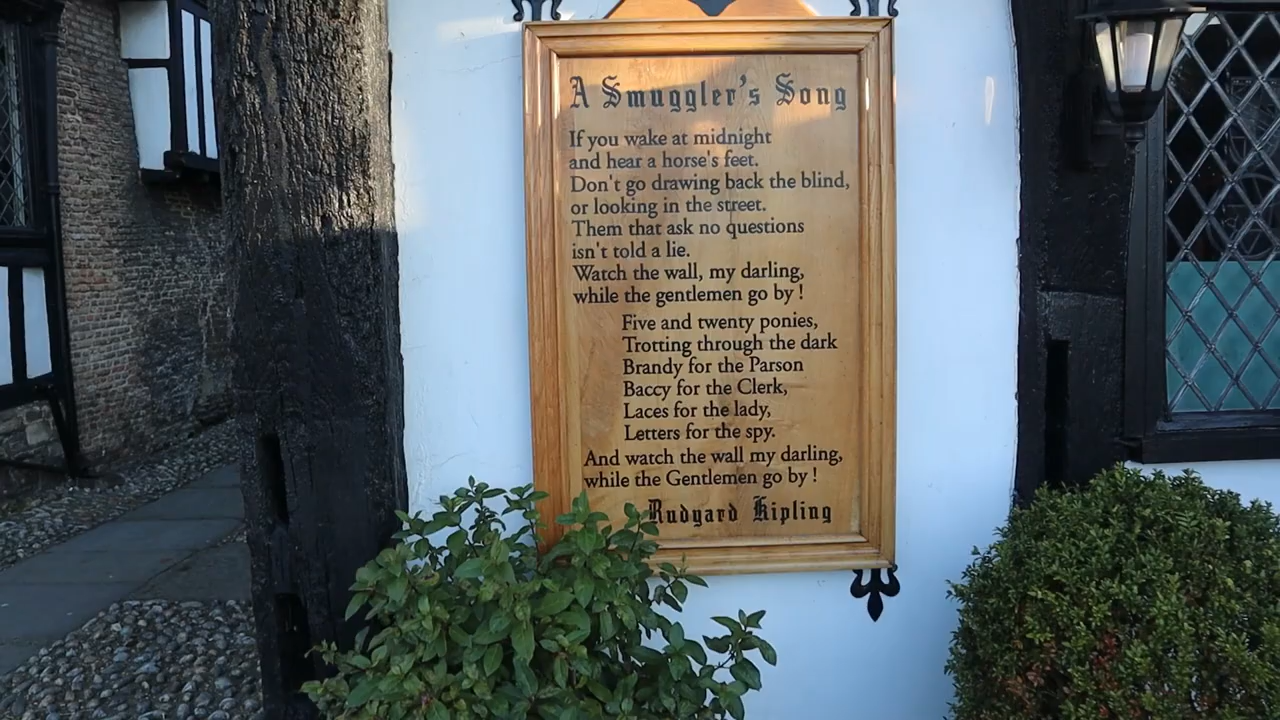 A Smuggler's Song
If you wake at midnight
and hear a horse's feet.
Don't go drawing back the blind,
or looking in the street.
Them that ask no questions
isn't told a lie.
Watch the wall, my darling,
while the gentlemen go by !
Five and twenty ponies,
Trotting through the dark
Brandy for the Parson
Baccy for the Clerk,
Laces for the lady,
Letters for the spy.
And watch the wall my darling,
while the Gentlemen go by !
Rudyard Kipling